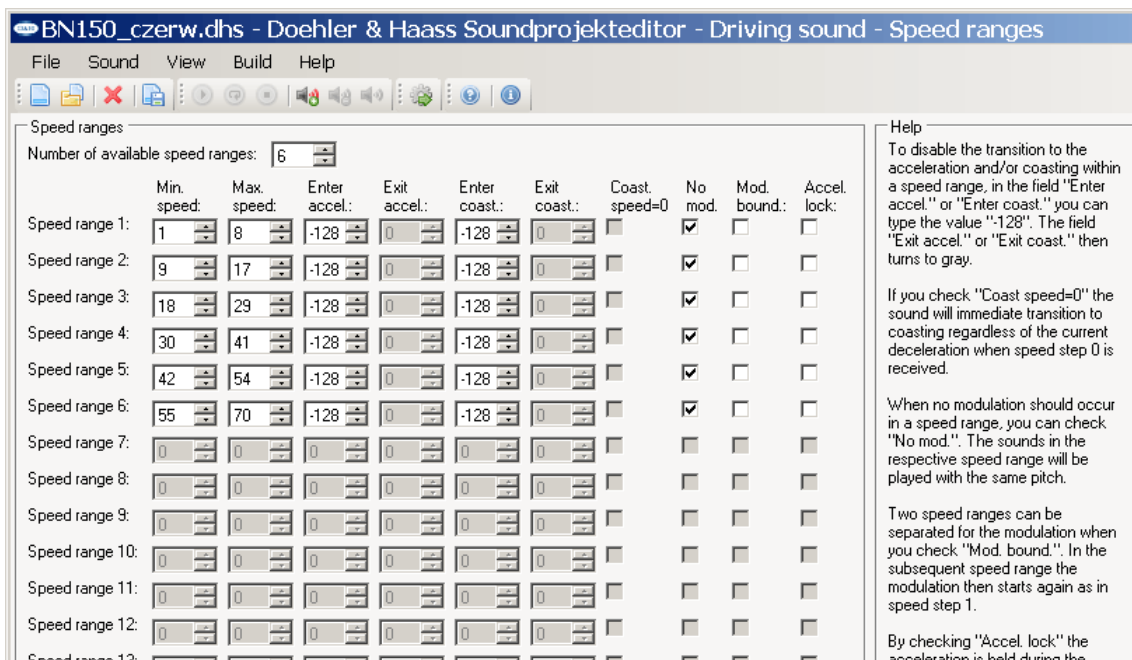 BN150_czerw.dhs - Doehler & Haass Soundprojekteditor - Driving sound - Speed ranges
File Sound View Build Help
Speed ranges
Number of available speed ranges: 6
Min. speed: Max. speed: Enter accel.: Exit accel.: Enter coast.: Exit coast.: Coast. speed=0 No mod. Mod. bound.: Accel. lock:
Speed range 1: 1 8 -128 0 -128 0
Speed range 2: 9 17 -128 0 -128 0
Speed range 3: 18 29 -128 0 -128 0
Speed range 4: 30 41 -128 0 -128 0
Speed range 5: 42 54 -128 0 -128 0
Speed range 6: 55 70 -128 0 -128 0
Speed range 7: 0 0 0 0 0 0
Speed range 8: 0 0 0 0 0 0
Speed range 9: 0 0 0 0 0 0
Speed range 10: 0 0 0 0 0 0
Speed range 11: 0 0 0 0 0 0
Speed range 12: 0 0 0 0 0 0
Speed range 13:
Help
To disable the transition to the
acceleration and/or coasting within
a speed range, in the field "Enter
accel." or "Enter coast." you can
type the value "-128". The field
"Exit accel." or "Exit coast." then
turns to gray.
If you check "Coast speed=0" the
sound will immediate transition to
coasting regardless of the current
deceleration when speed step 0 is
received.
When no modulation should occur
in a speed range, you can check
"No mod.". The sounds in the
respective speed range will be
played with the same pitch.
Two speed ranges can be
separated for the modulation when
you check "Mod. bound.". In the
subsequent speed range the
modulation then starts again as in
speed step 1.
By checking "Accel. lock" the
acceleration is held during the